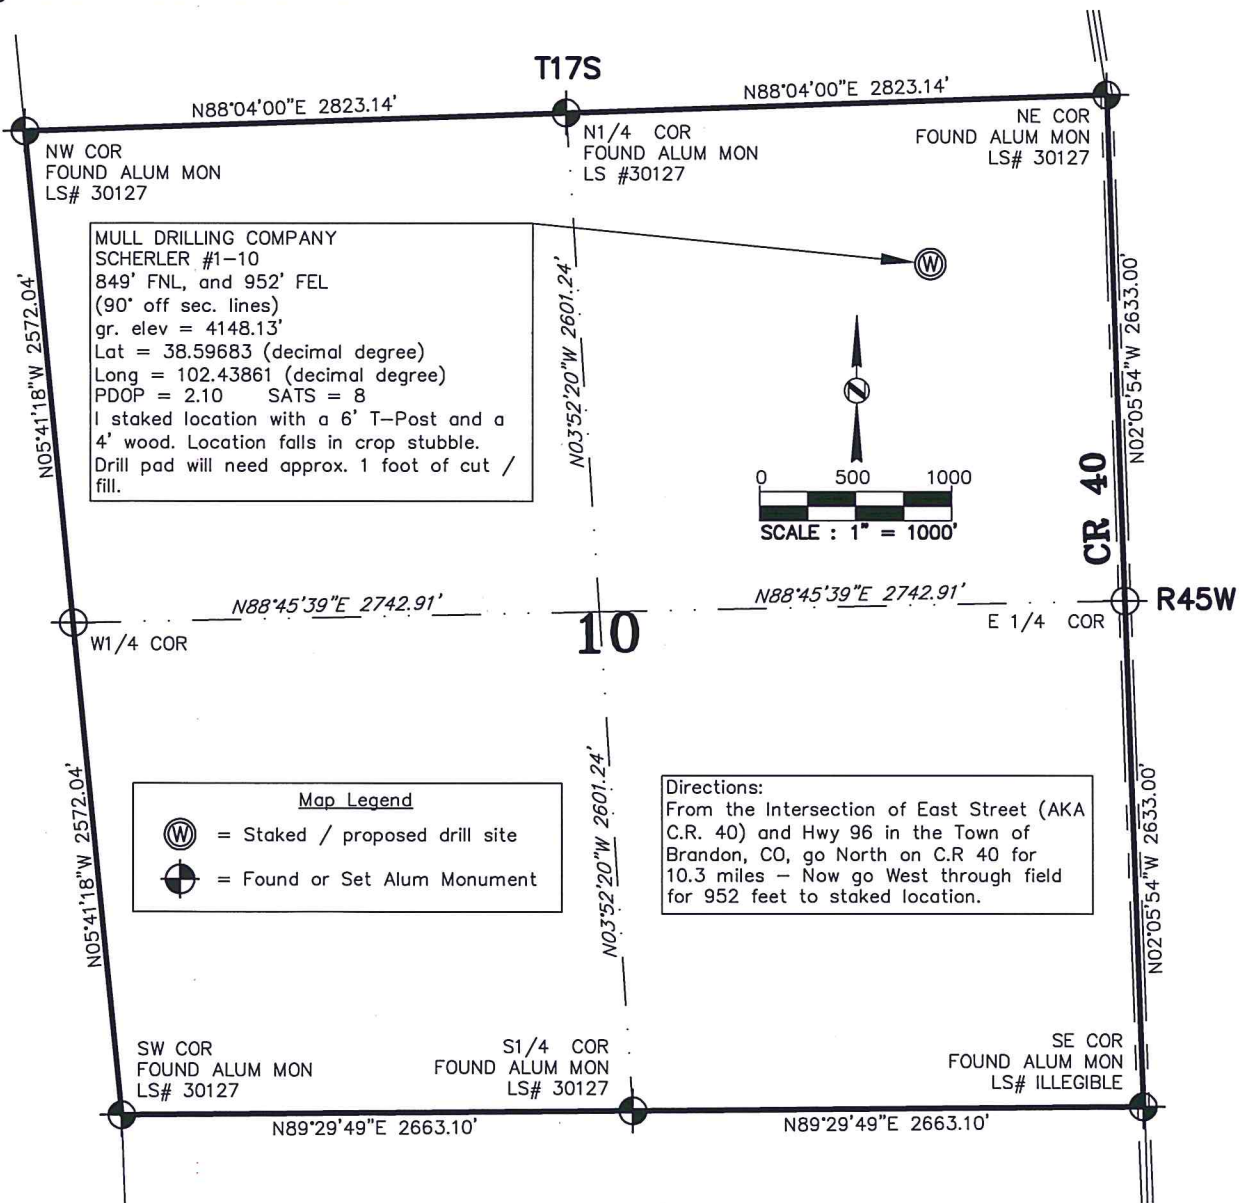 T17S
N88°04'00"E 2823.14'
N88°04'00"E 2823.14'
NW COR
FOUND ALUM MON
LS# 30127
N1/4 COR
FOUND ALUM MON
LS #30127
NE COR
FOUND ALUM MON
LS# 30127
MULL DRILLING COMPANY
SCHERLER #1-10
849' FNL, and 952' FEL
(90° off sec. lines)
gr. elev = 4148.13'
Lat = 38.59683 (decimal degree)
Long = 102.43861 (decimal degree)
PDOP = 2.10 SATS = 8
I staked location with a 6' T-Post and a
4' wood. Location falls in crop stubble.
Drill pad will need approx. 1 foot of cut /
fill.
W
N05°41'18"W 2572.04'
N03°52'20"W 2601.24'
N02°05'54"W 2633.00'
N
0 500 1000
SCALE : 1" = 1000'
CR 40
N88°45'39"E 2742.91'
N88°45'39"E 2742.91'
R45W
W1/4 COR
10
E 1/4 COR
N05°41'18"W 2572.04'
N03°52'20"W 2601.24'
N02°05'54"W 2633.00'
Map Legend
W = Staked / proposed drill site
= Found or Set Alum Monument
Directions:
From the Intersection of East Street (AKA
C.R. 40) and Hwy 96 in the Town of
Brandon, CO, go North on C.R 40 for
10.3 miles – Now go West through field
for 952 feet to staked location.
SW COR
FOUND ALUM MON
LS# 30127
S1/4 COR
FOUND ALUM MON
LS# 30127
SE COR
FOUND ALUM MON
LS# ILLEGIBLE
N89°29'49"E 2663.10'
N89°29'49"E 2663.10'